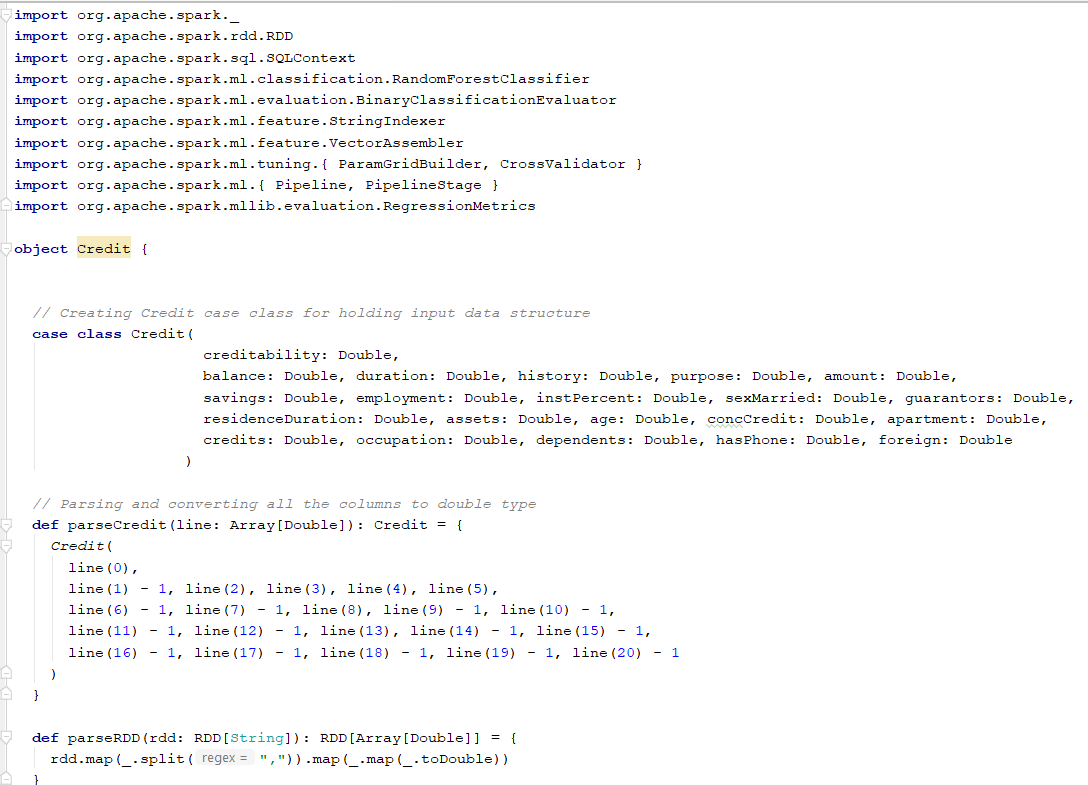 import org.apache.spark._
import org.apache.spark.rdd.RDD
import org.apache.spark.sql.SQLContext
import org.apache.spark.ml.classification.RandomForestClassifier
import org.apache.spark.ml.evaluation.BinaryClassificationEvaluator
import org.apache.spark.ml.feature.StringIndexer
import org.apache.spark.ml.feature.VectorAssembler
import org.apache.spark.ml.tuning.{ ParamGridBuilder, CrossValidator }
import org.apache.spark.ml.{ Pipeline, PipelineStage }
import org.apache.spark.mllib.evaluation.RegressionMetrics
object Credit {
// Creating Credit case class for holding input data structure
case class Credit(
creditability: Double,
balance: Double, duration: Double, history: Double, purpose: Double, amount: Double,
savings: Double, employment: Double, instPercent: Double, sexMarried: Double, guarantors: Double,
residenceDuration: Double, assets: Double, age: Double, concCredit: Double, apartment: Double,
credits: Double, occupation: Double, dependents: Double, hasPhone: Double, foreign: Double
)
// Parsing and converting all the columns to double type
def parseCredit(line: Array[Double]): Credit = {
Credit(
line(0),
line(1) - 1, line(2), line(3), line(4), line(5),
line(6) - 1, line(7) - 1, line(8), line(9) - 1, line(10) - 1,
line(11) - 1, line(12) - 1, line(13), line(14) - 1, line(15) - 1,
line(16) - 1, line(17) - 1, line(18) - 1, line(19) - 1, line(20) - 1
)
}
def parseRDD(rdd: RDD[String]): RDD[Array[Double]] = {
rdd.map(_.split( regex = ",")).map(_.map(_.toDouble))
}